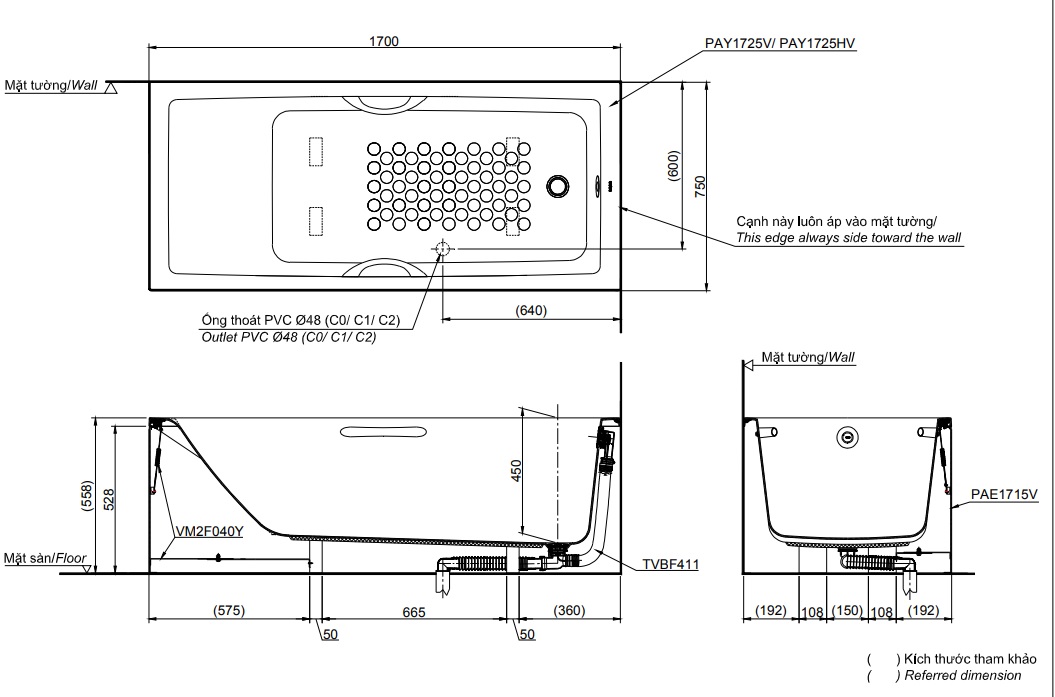 1700
PAY1725V/ PAY1725HV
Mặt tường/Wall
(600)
750
Cạnh này luôn áp vào mặt tường/
This edge always side toward the wall
(640)
Ống thoát PVC Ø48 (C0/ C1/ C2)
Outlet PVC Ø48 (C0/ C1/ C2)
Mặt tường/Wall
(558)
528
450
VM2F040Y
PAE1715V
Mặt sàn/Floor
TVBF411
(575)
665
(360)
50
50
(192)
108
(150)
108
(192)
( ) Kích thước tham khảo
( ) Referred dimension